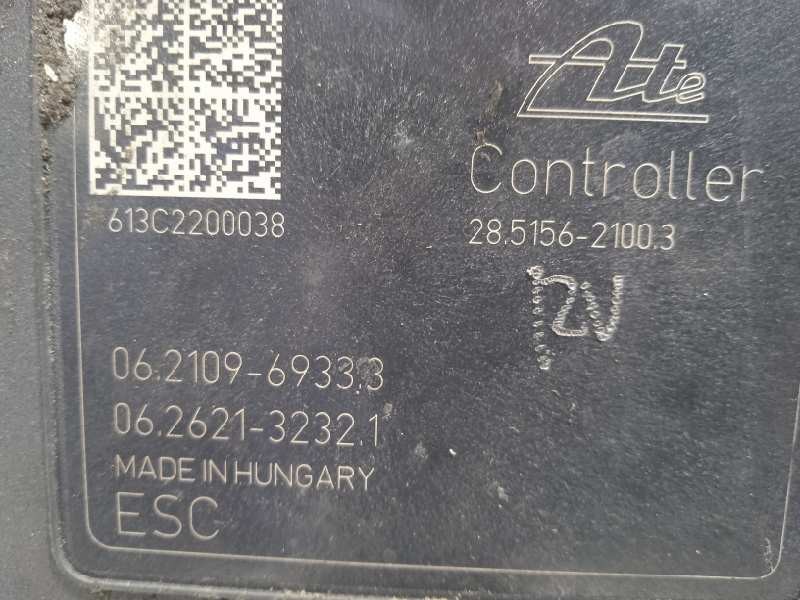 Ate
Controller
613C2200038
28.5156-2100.3
12V
06.2109-6933.3
06.2621-3232.1
MADE IN HUNGARY
ESC